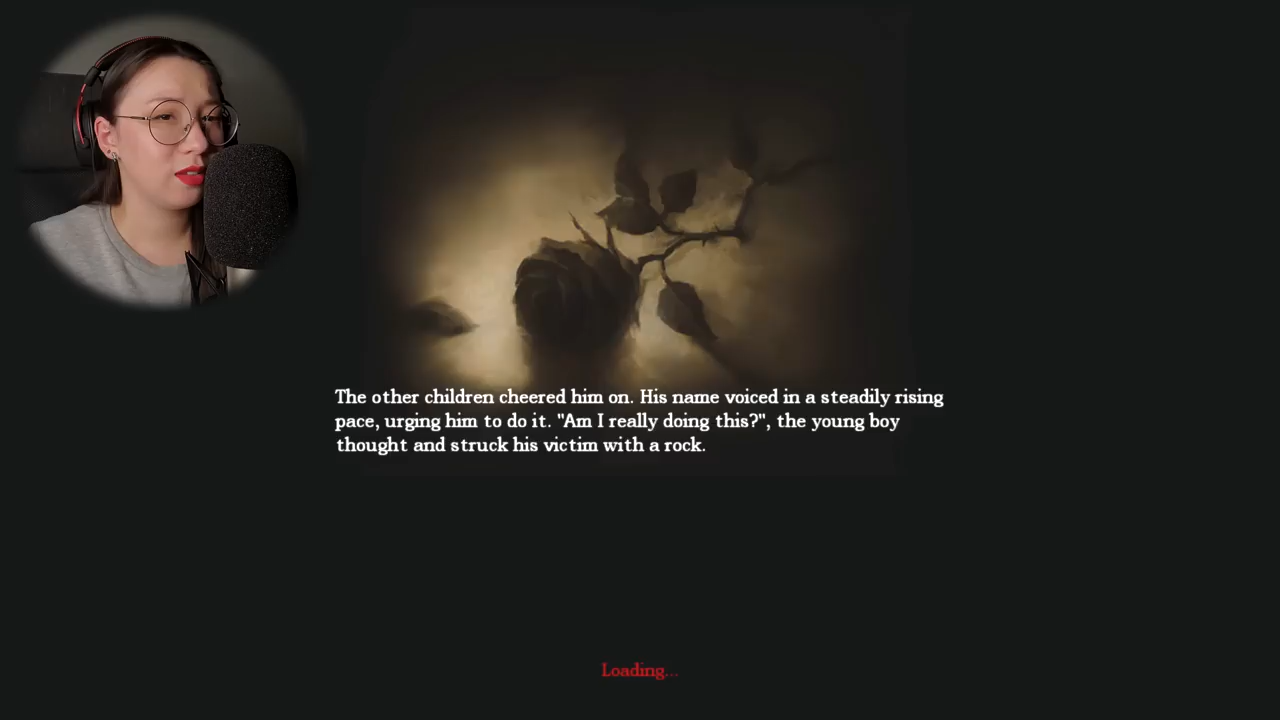 The other children cheered him on. His name voiced in a steadily rising
pace, urging him to do it. "Am I really doing this?", the young boy
thought and struck his victim with a rock.
Loading...